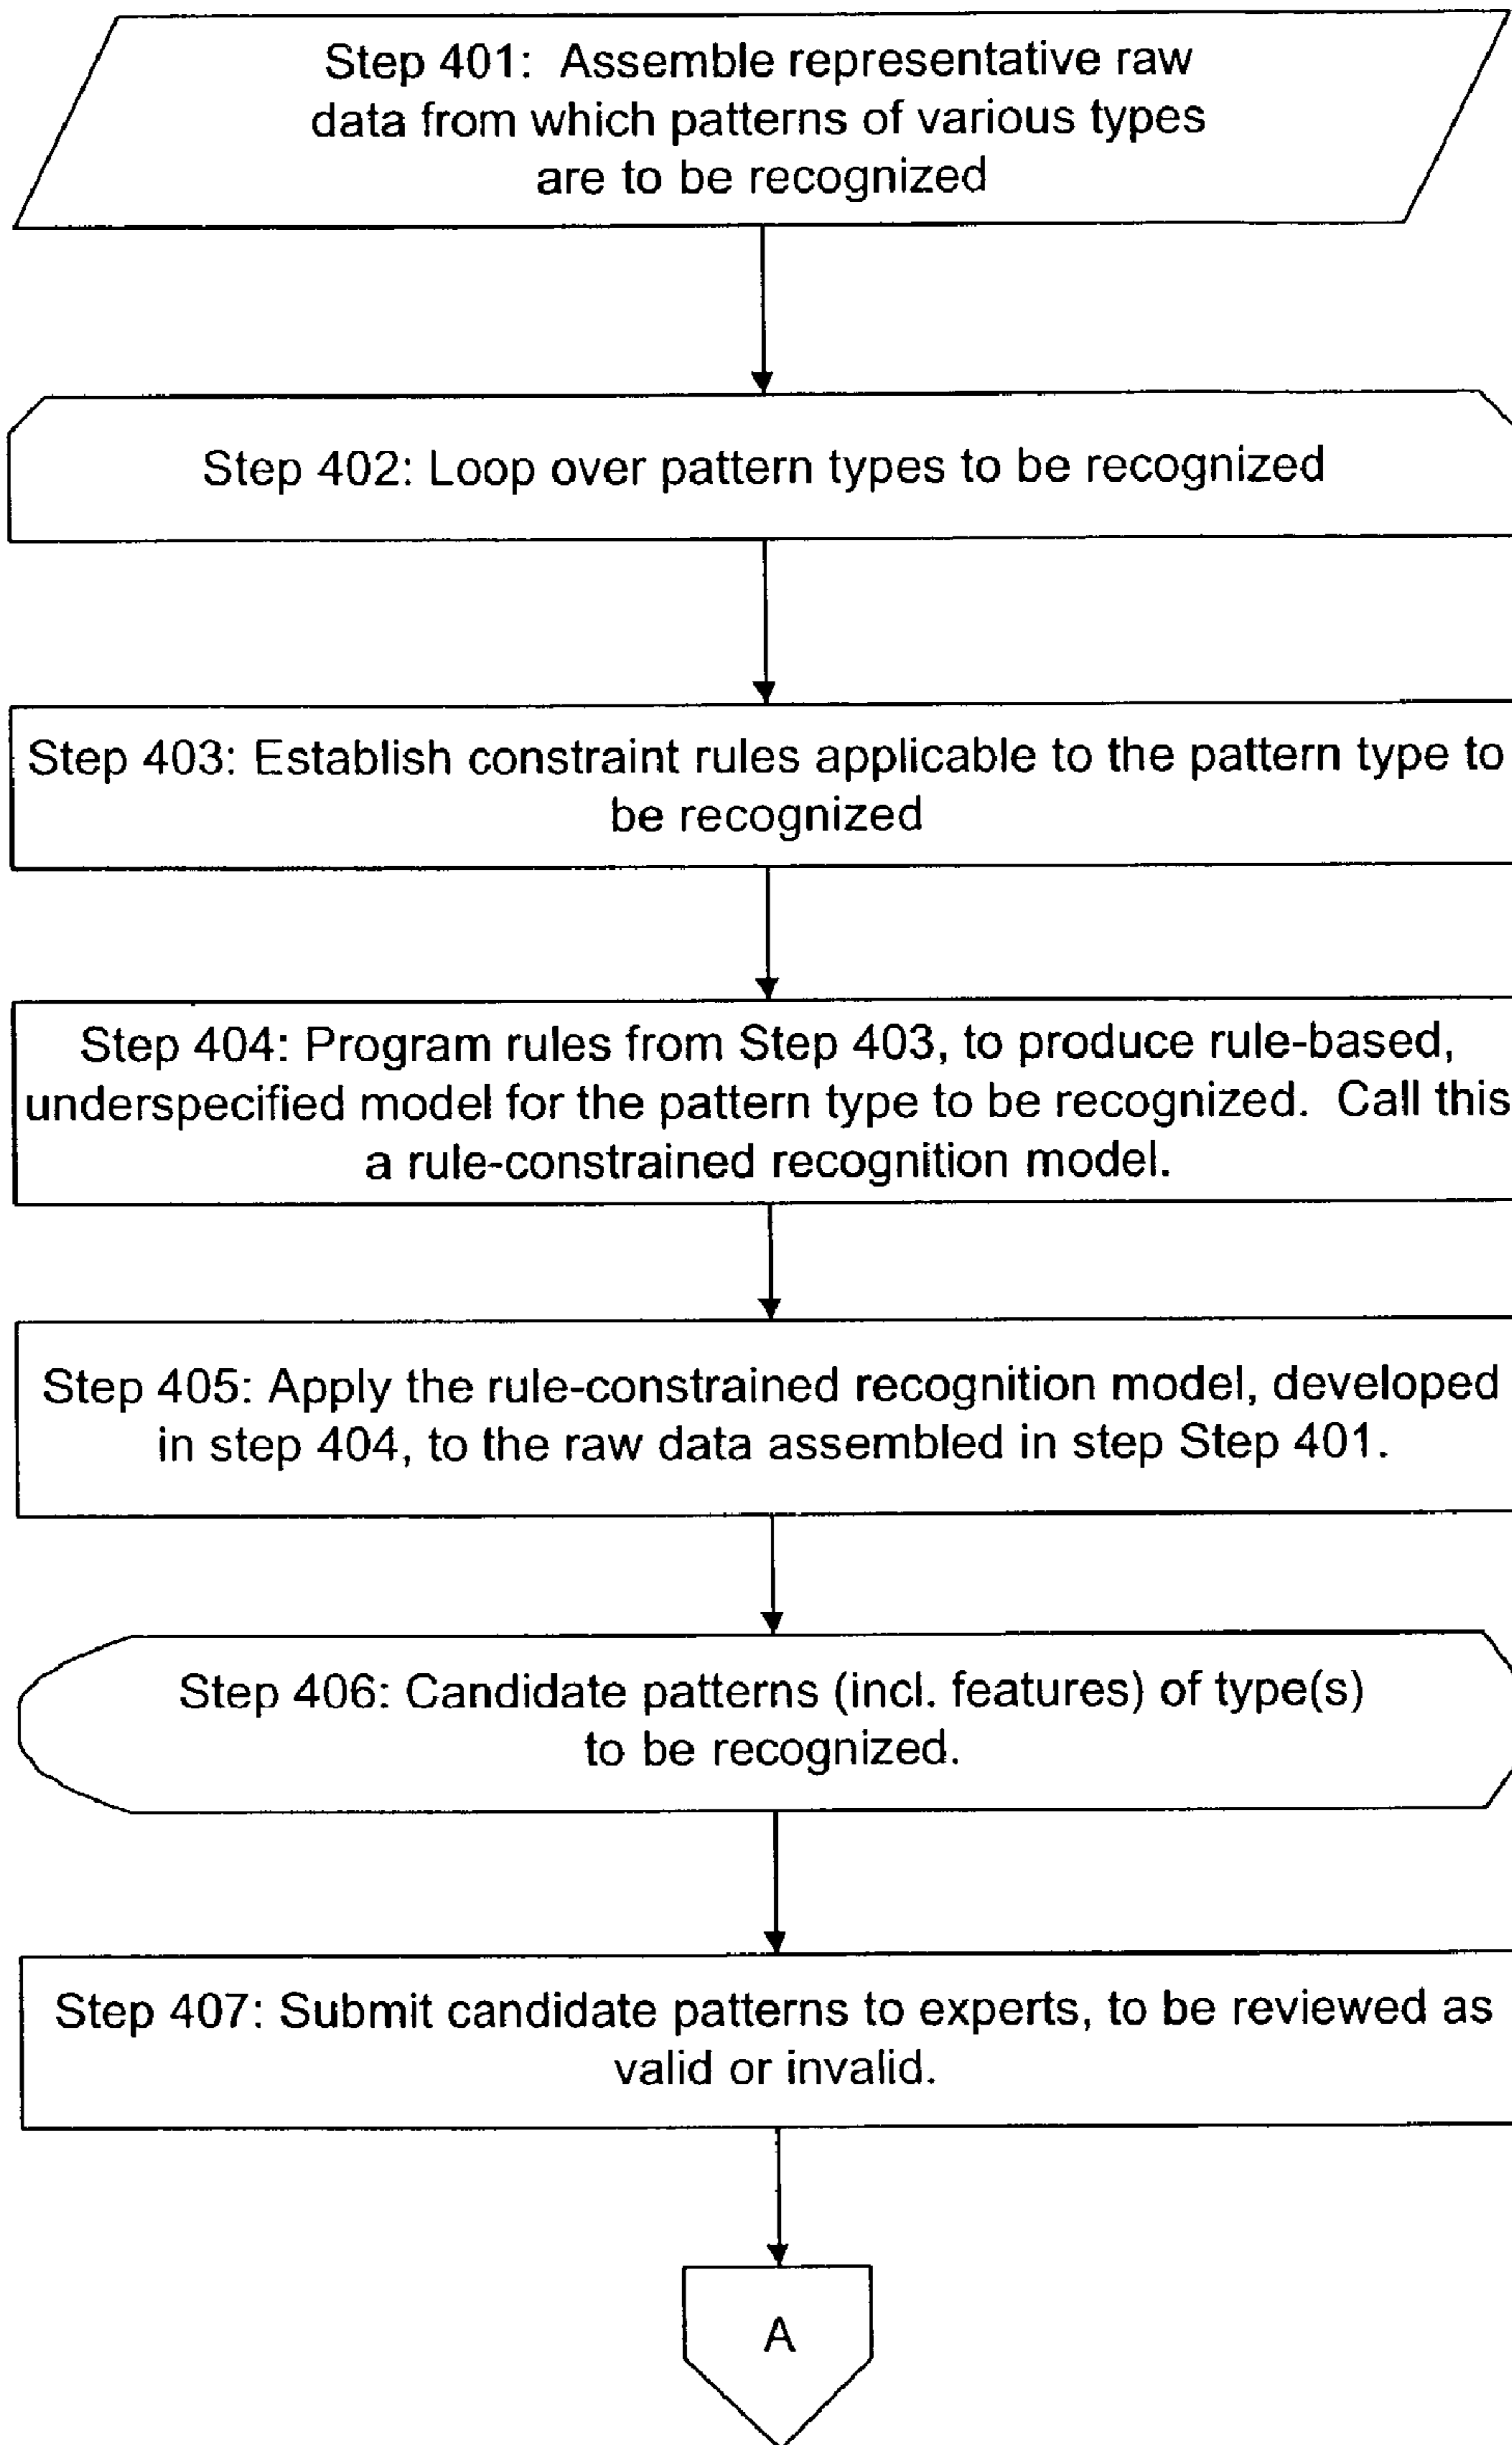 Step 401: Assemble representative raw
data from which patterns of various types
are to be recognized
Step 402: Loop over pattern types to be recognized
Step 403: Establish constraint rules applicable to the pattern type to
be recognized
Step 404: Program rules from Step 403, to produce rule-based,
underspecified model for the pattern type to be recognized. Call this
a rule-constrained recognition model.
Step 405: Apply the rule-constrained recognition model, developed
in step 404, to the raw data assembled in step Step 401.
Step 406: Candidate patterns (incl. features) of type(s)
to be recognized.
Step 407: Submit candidate patterns to experts, to be reviewed as
valid or invalid.
A